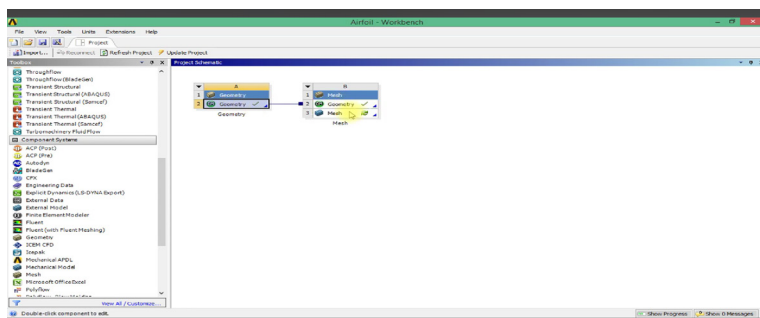 Airfoil - Workbench
File View Tools Units Extensions Help
Project
Import... Reconnect Refresh Project Update Project
Toolbox
Project Schematic
Throughflow
Throughflow (BladeGen)
Transient Structural
Transient Structural (ABAQUS)
Transient Structural (Samcef)
Transient Thermal
Transient Thermal (ABAQUS)
Transient Thermal (Samcef)
Turbomachinery Fluid Flow
Component Systems
ACP (Post)
ACP (Pre)
Autodyn
BladeGen
CFX
Engineering Data
Explicit Dynamics (LS-DYNA Export)
External Data
External Model
Finite Element Modeler
Fluent
Fluent (with Fluent Meshing)
Geometry
ICEM CFD
Icepak
Mechanical APDL
Mechanical Model
Mesh
Microsoft Office Excel
Polyflow
View All / Customize...
A
1 Geometry
2 Geometry
Geometry
B
1 Mesh
2 Geometry
3 Mesh
Mesh
Double-click component to edit.
Show Progress Show 0 Messages